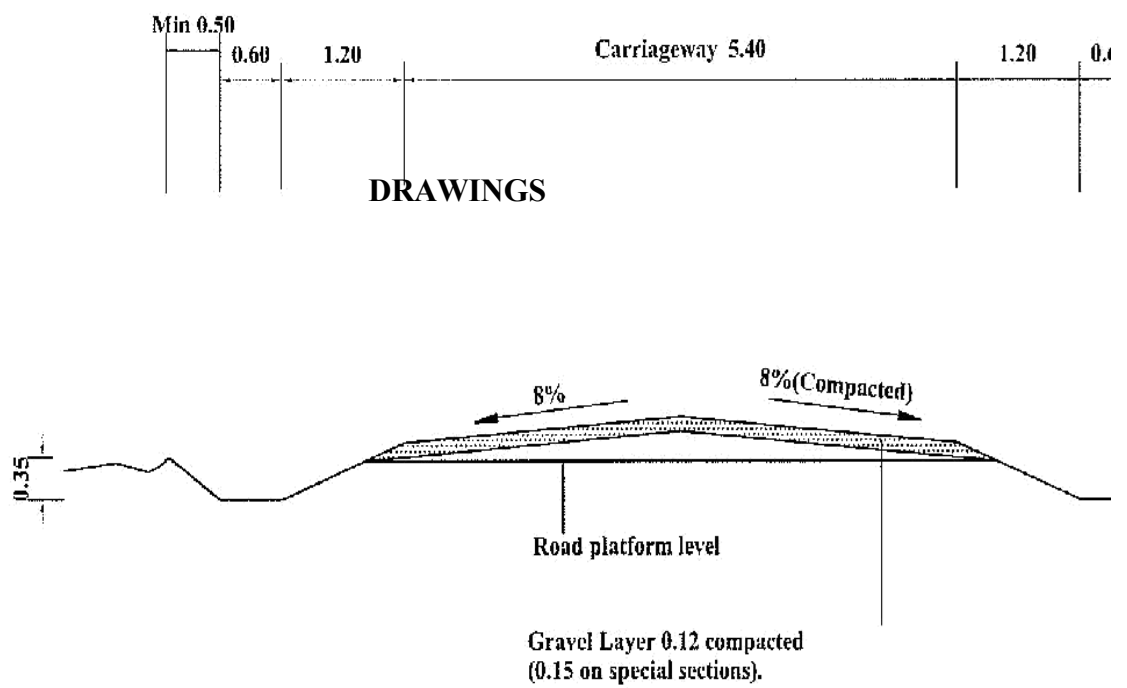 Min 0.50
0.60 1.20 Carriageway 5.40 1.20
DRAWINGS
8% 8%(Compacted)
0.35
Road platform level
Gravel Layer 0.12 compacted
(0.15 on special sections).